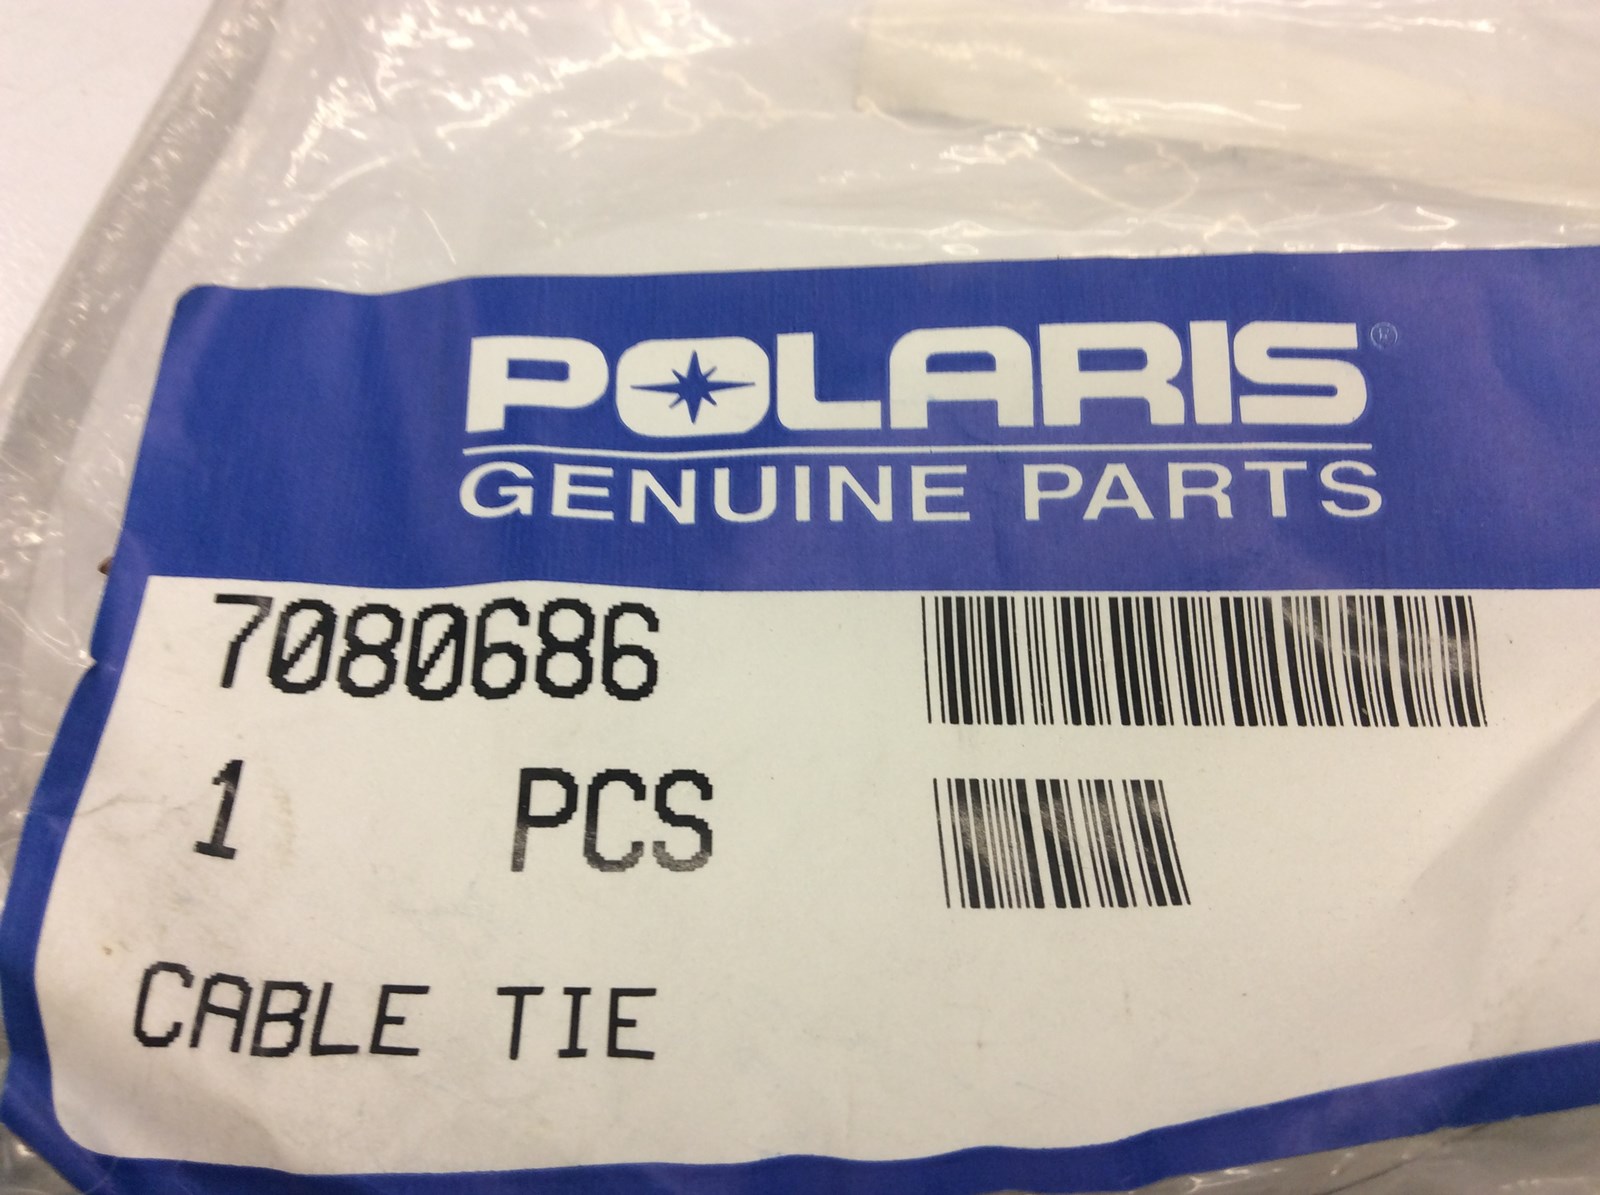 POLARIS®
GENUINE PARTS
7080686
1 PCS
CABLE TIE